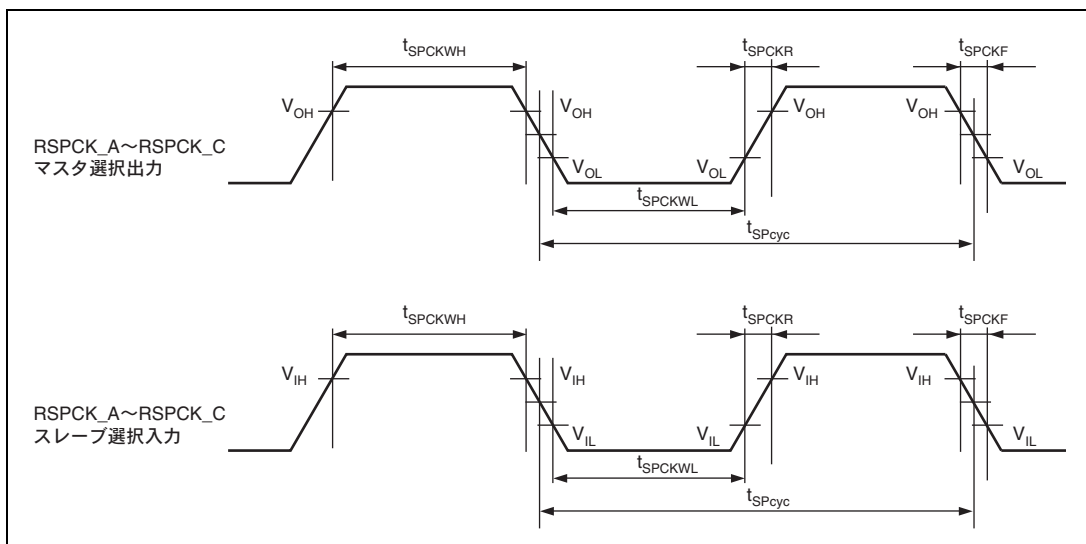 tSPCKWH tSPCKR tSPCKF
VOH VOH VOH VOH
RSPCK_A～RSPCK_C
マスタ選択出力
VOL VOL VOL
tSPCKWL
tSPcyc
tSPCKWH tSPCKR tSPCKF
VIH VIH VIH VIH
RSPCK_A～RSPCK_C
スレーブ選択入力
VIL VIL VIL
tSPCKWL
tSPcyc